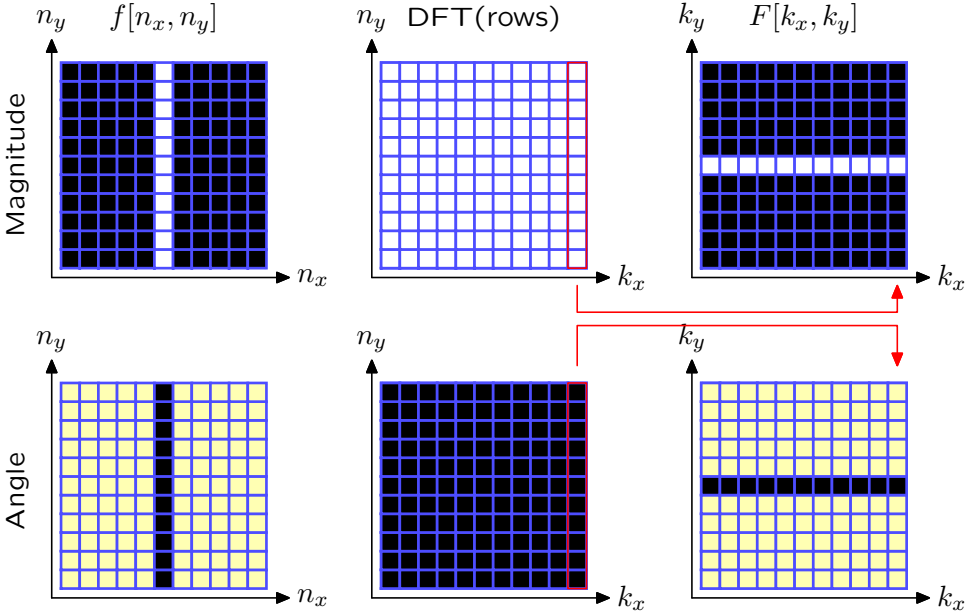 n_y f[n_x, n_y] n_y DFT(rows) k_y F[k_x, k_y]
Magnitude
n_x k_x k_x
n_y n_y k_y
Angle
n_x k_x k_x